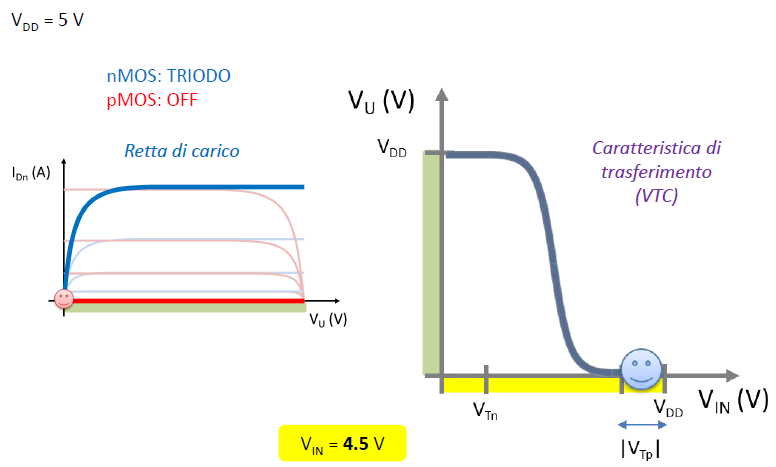 V_DD = 5 V
nMOS: TRIODO
pMOS: OFF
Retta di carico
I_Dn (A)
V_U (V)
V_U (V)
V_DD
Caratteristica di
trasferimento
(VTC)
V_Tn
V_DD
V_IN (V)
|V_Tp|
V_IN = 4.5 V